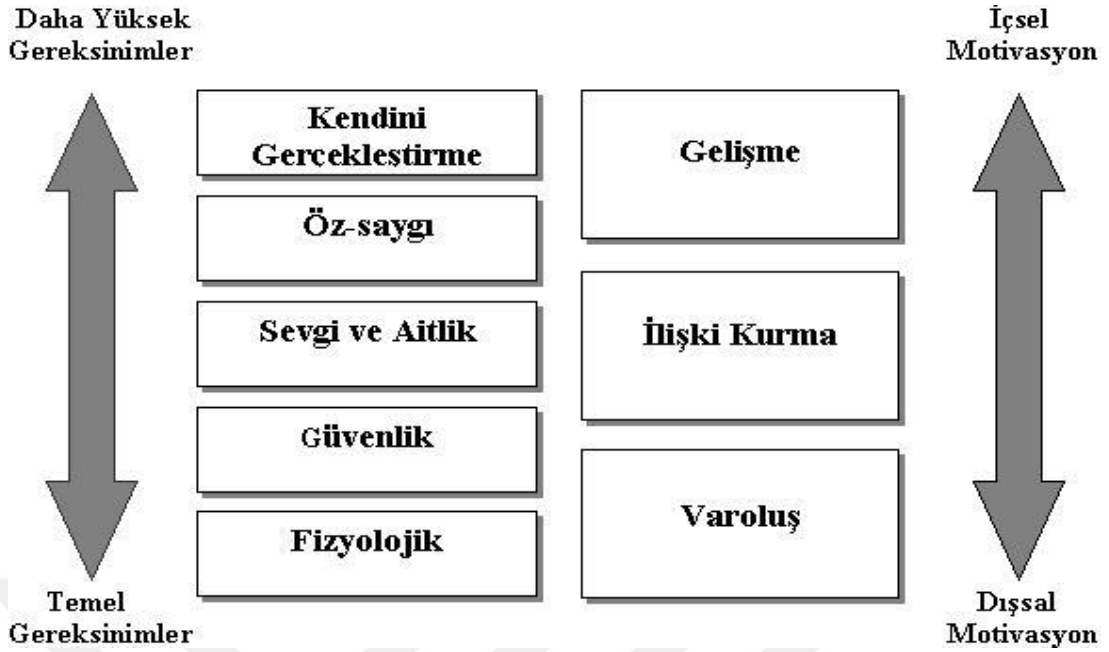 Daha Yüksek
Gereksinimler
İçsel
Motivasyon
Kendini
Gerçekleştirme
Gelişme
Öz-saygı
Sevgi ve Aitlik
İlişki Kurma
Güvenlik
Varoluş
Fizyolojik
Temel
Gereksinimler
Dışsal
Motivasyon